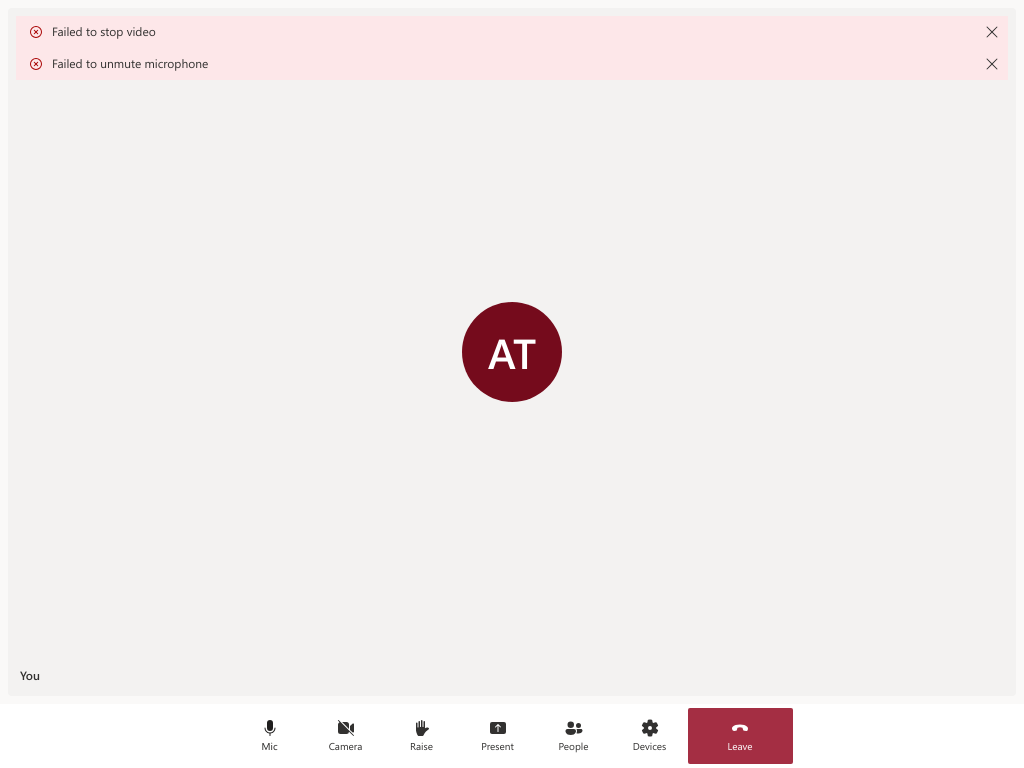 Failed to stop video
Failed to unmute microphone
AT
You
Mic
Camera
Raise
Present
People
Devices
Leave